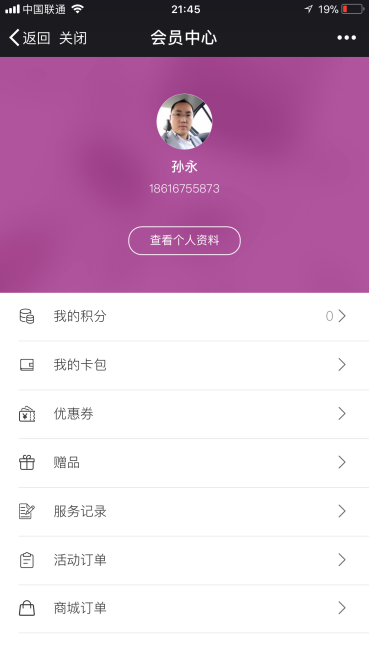 中国联通 21:45 19%
返回 关闭 会员中心
孙永
18616755873
查看个人资料
我的积分 0
我的卡包
优惠券
赠品
服务记录
活动订单
商城订单